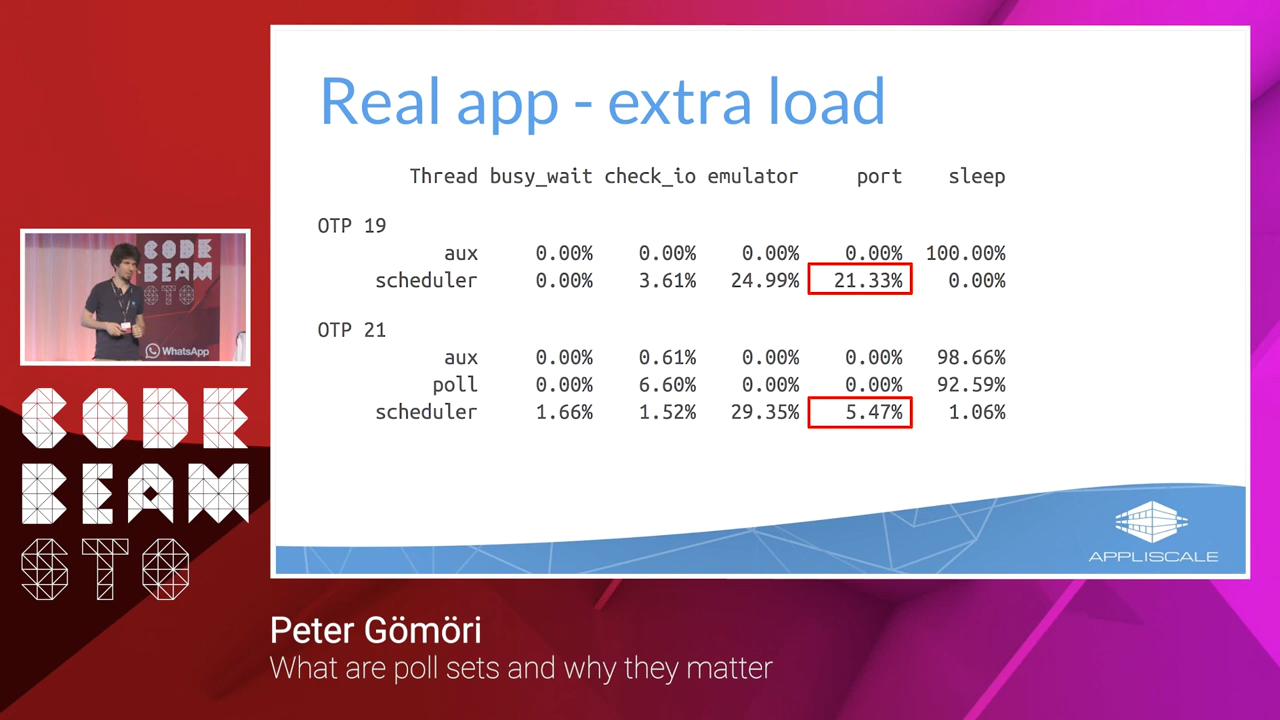 Real app - extra load
Thread busy_wait check_io emulator port sleep
OTP 19
aux 0.00% 0.00% 0.00% 0.00% 100.00%
scheduler 0.00% 3.61% 24.99% 21.33% 0.00%
OTP 21
aux 0.00% 0.61% 0.00% 0.00% 98.66%
poll 0.00% 6.60% 0.00% 0.00% 92.59%
scheduler 1.66% 1.52% 29.35% 5.47% 1.06%
APPLISCALE
CODE
BEAM
STO
WhatsApp
CODE
BEAM
STO
Peter Gömöri
What are poll sets and why they matter